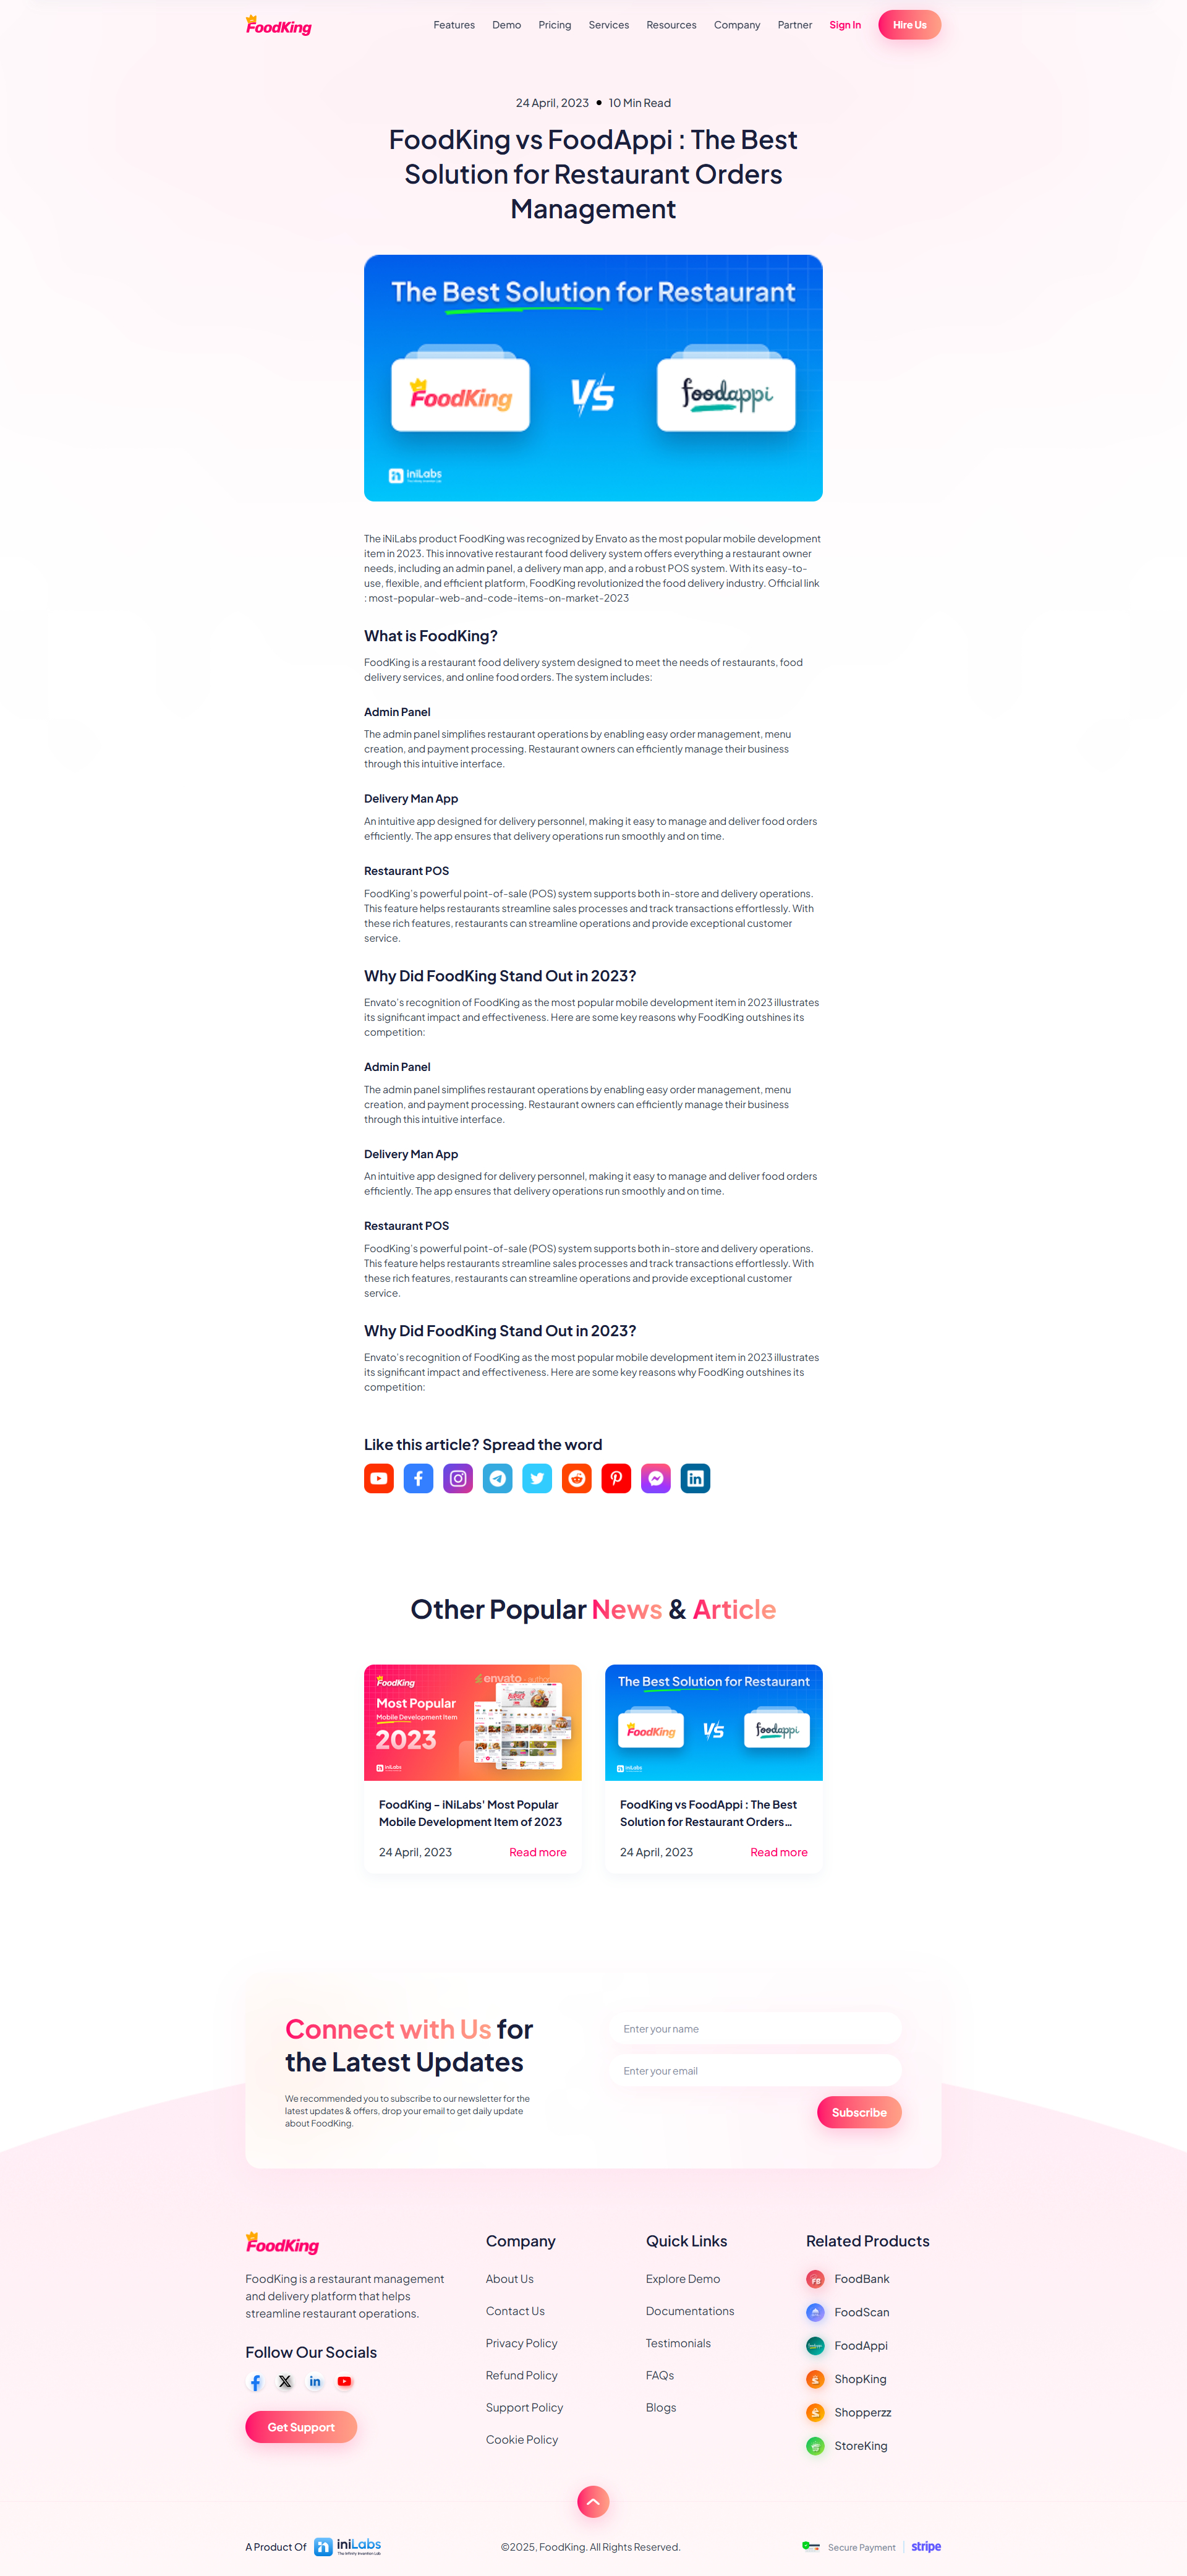 FoodKing
Features Demo Pricing Services Resources Company Partner Sign In Hire Us
24 April, 2023 • 10 Min Read
FoodKing vs FoodAppi : The Best
Solution for Restaurant Orders
Management
The Best Solution for Restaurant
FoodKing VS foodappi
iniLabs
The iNiLabs product FoodKing was recognized by Envato as the most popular mobile development
item in 2023. This innovative restaurant food delivery system offers everything a restaurant owner
needs, including an admin panel, a delivery man app, and a robust POS system. With its easy-to-
use, flexible, and efficient platform, FoodKing revolutionized the food delivery industry. Official link
: most-popular-web-and-code-items-on-market-2023
What is FoodKing?
FoodKing is a restaurant food delivery system designed to meet the needs of restaurants, food
delivery services, and online food orders. The system includes:
Admin Panel
The admin panel simplifies restaurant operations by enabling easy order management, menu
creation, and payment processing. Restaurant owners can efficiently manage their business
through this intuitive interface.
Delivery Man App
An intuitive app designed for delivery personnel, making it easy to manage and deliver food orders
efficiently. The app ensures that delivery operations run smoothly and on time.
Restaurant POS
FoodKing's powerful point-of-sale (POS) system supports both in-store and delivery operations.
This feature helps restaurants streamline sales processes and track transactions effortlessly. With
these rich features, restaurants can streamline operations and provide exceptional customer
service.
Why Did FoodKing Stand Out in 2023?
Envato's recognition of FoodKing as the most popular mobile development item in 2023 illustrates
its significant impact and effectiveness. Here are some key reasons why FoodKing outshines its
competition:
Admin Panel
The admin panel simplifies restaurant operations by enabling easy order management, menu
creation, and payment processing. Restaurant owners can efficiently manage their business
through this intuitive interface.
Delivery Man App
An intuitive app designed for delivery personnel, making it easy to manage and deliver food orders
efficiently. The app ensures that delivery operations run smoothly and on time.
Restaurant POS
FoodKing's powerful point-of-sale (POS) system supports both in-store and delivery operations.
This feature helps restaurants streamline sales processes and track transactions effortlessly. With
these rich features, restaurants can streamline operations and provide exceptional customer
service.
Why Did FoodKing Stand Out in 2023?
Envato's recognition of FoodKing as the most popular mobile development item in 2023 illustrates
its significant impact and effectiveness. Here are some key reasons why FoodKing outshines its
competition:
Like this article? Spread the word
Other Popular News & Article
FoodKing
envato author
Most Popular
Mobile Development Item
2023
iniLabs
FoodKing - iNiLabs' Most Popular
Mobile Development Item of 2023
24 April, 2023 Read more
The Best Solution for Restaurant
FoodKing VS foodappi
iniLabs
FoodKing vs FoodAppi : The Best
Solution for Restaurant Orders...
24 April, 2023 Read more
Connect with Us for
the Latest Updates
We recommended you to subscribe to our newsletter for the
latest updates & offers, drop your email to get daily update
about FoodKing.
Enter your name
Enter your email
Subscribe
FoodKing
FoodKing is a restaurant management
and delivery platform that helps
streamline restaurant operations.
Follow Our Socials
Get Support
Company
About Us
Contact Us
Privacy Policy
Refund Policy
Support Policy
Cookie Policy
Quick Links
Explore Demo
Documentations
Testimonials
FAQs
Blogs
Related Products
FoodBank
FoodScan
FoodAppi
ShopKing
Shopperzz
StoreKing
A Product Of iniLabs
The Infinity Invention Lab
©2025, FoodKing. All Rights Reserved.
Secure Payment stripe